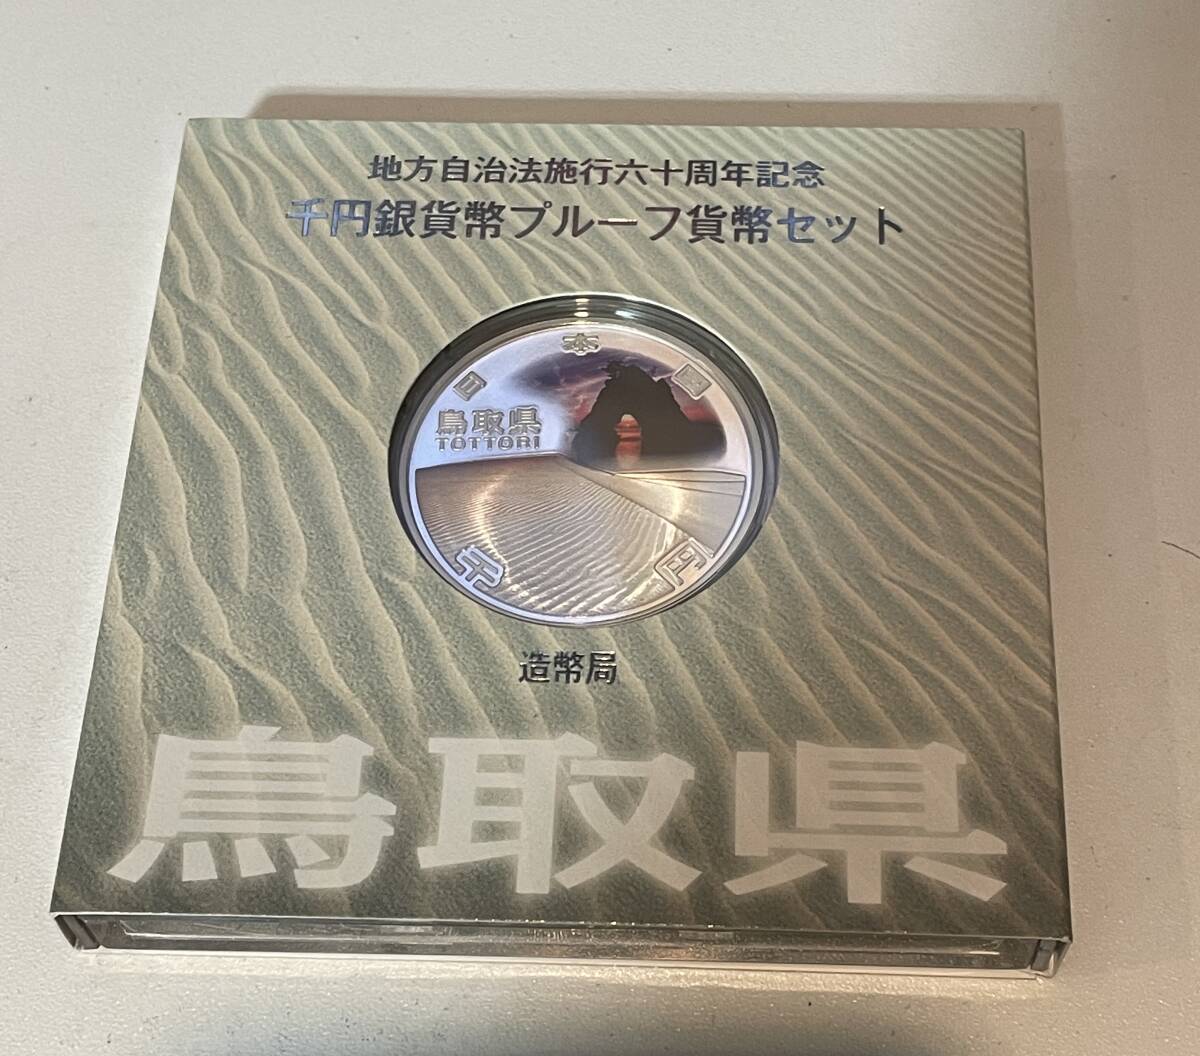 地方自治法施行六十周年記念
千円銀貨幣プルーフ貨幣セット
日本国
鳥取県
TOTTORI
千円
造幣局
鳥取県